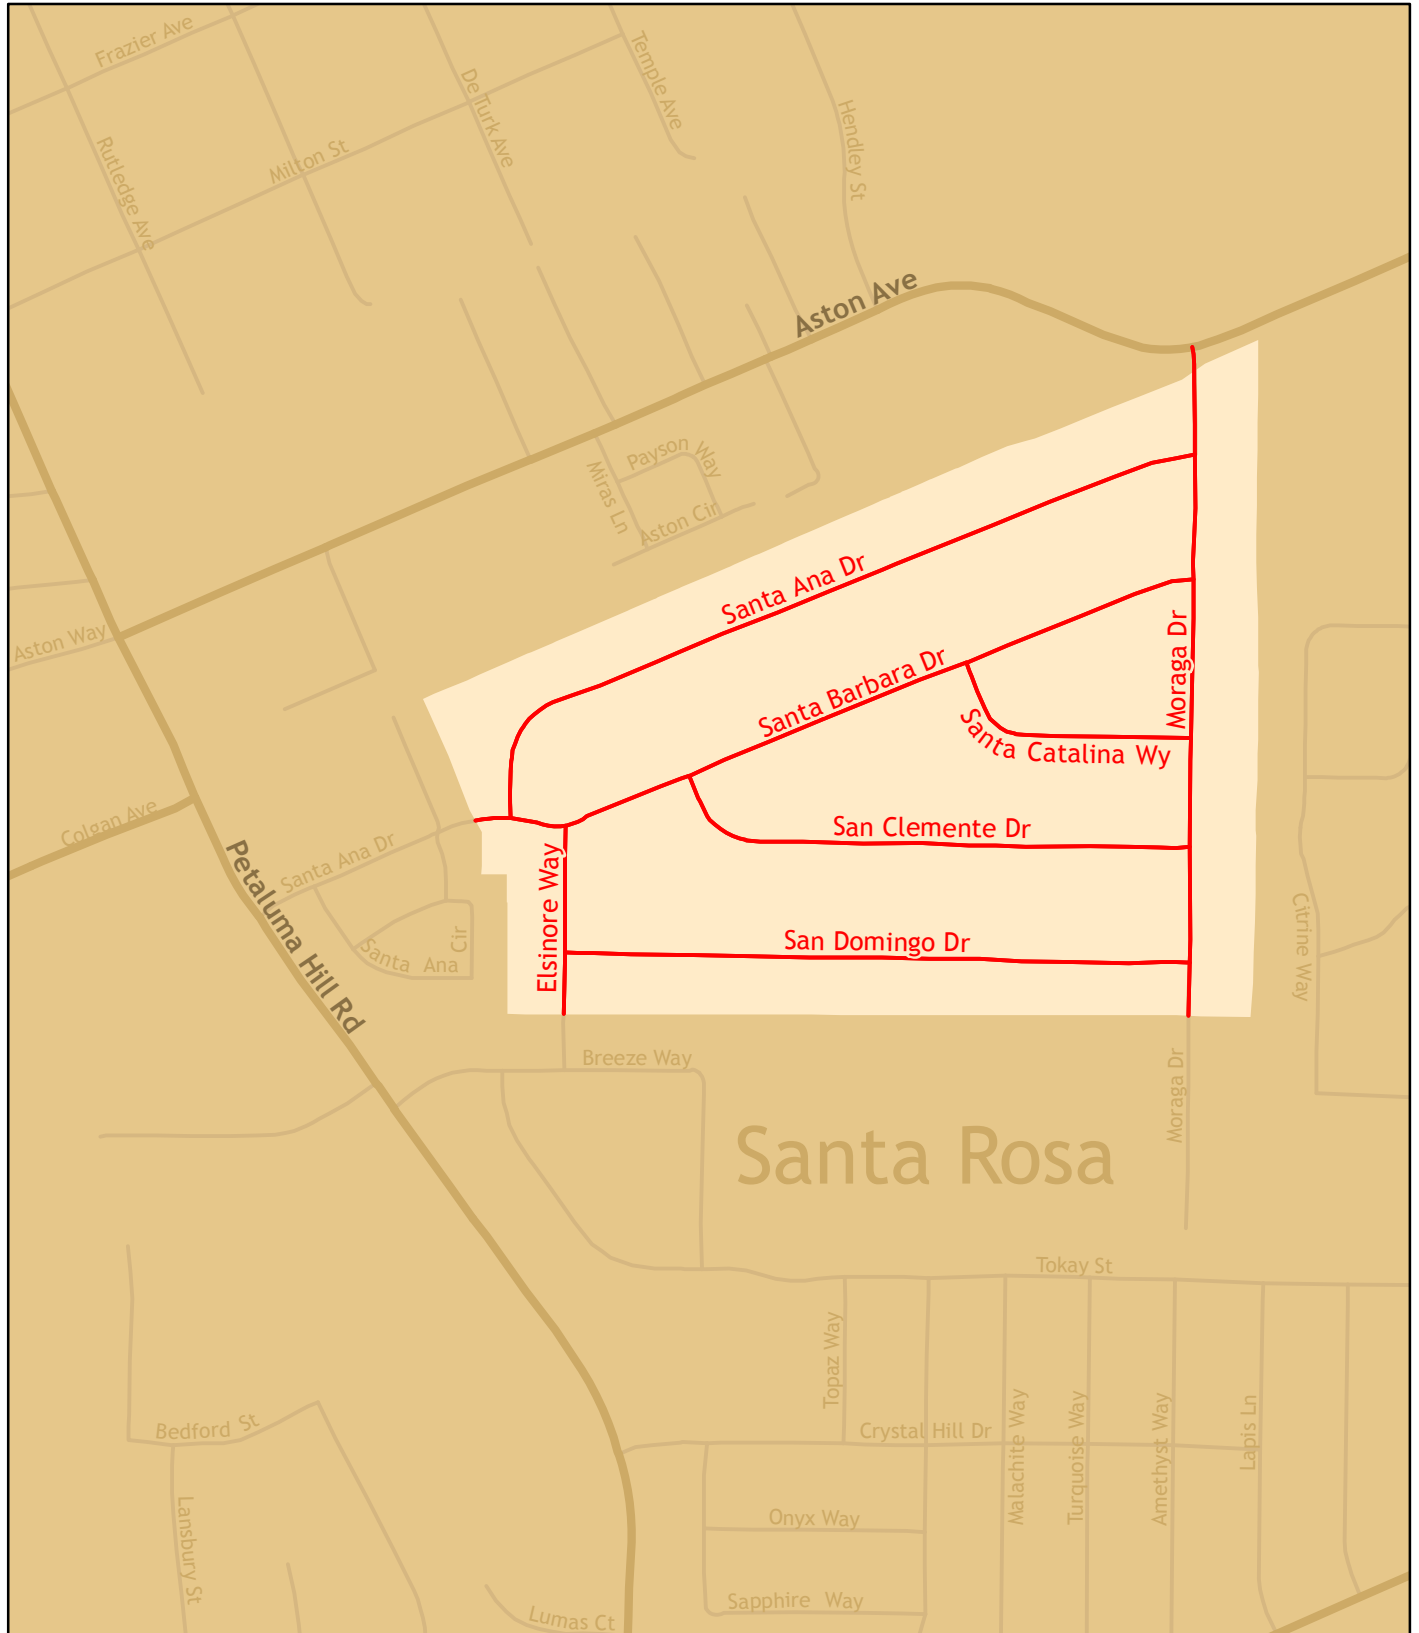 Frazier Ave
Temple Ave
De Turk Ave
Hendley St
Rutledge Ave
Milton St
Aston Ave
Payson Way
Miras Ln
Aston Cir
Santa Ana Dr
Aston Way
Moraga Dr
Santa Barbara Dr
Santa Catalina Wy
Colgan Ave
San Clemente Dr
Santa Ana Dr
Petaluma Hill Rd
Elsinore Way
Citrine Way
Santa Ana Cir
San Domingo Dr
Breeze Way
Moraga Dr
Santa Rosa
Tokay St
Topaz Way
Bedford St
Crystal Hill Dr
Malachite Way
Turquoise Way
Amethyst Way
Lapis Ln
Lansbury St
Onyx Way
Sapphire Way
Lumas Ct